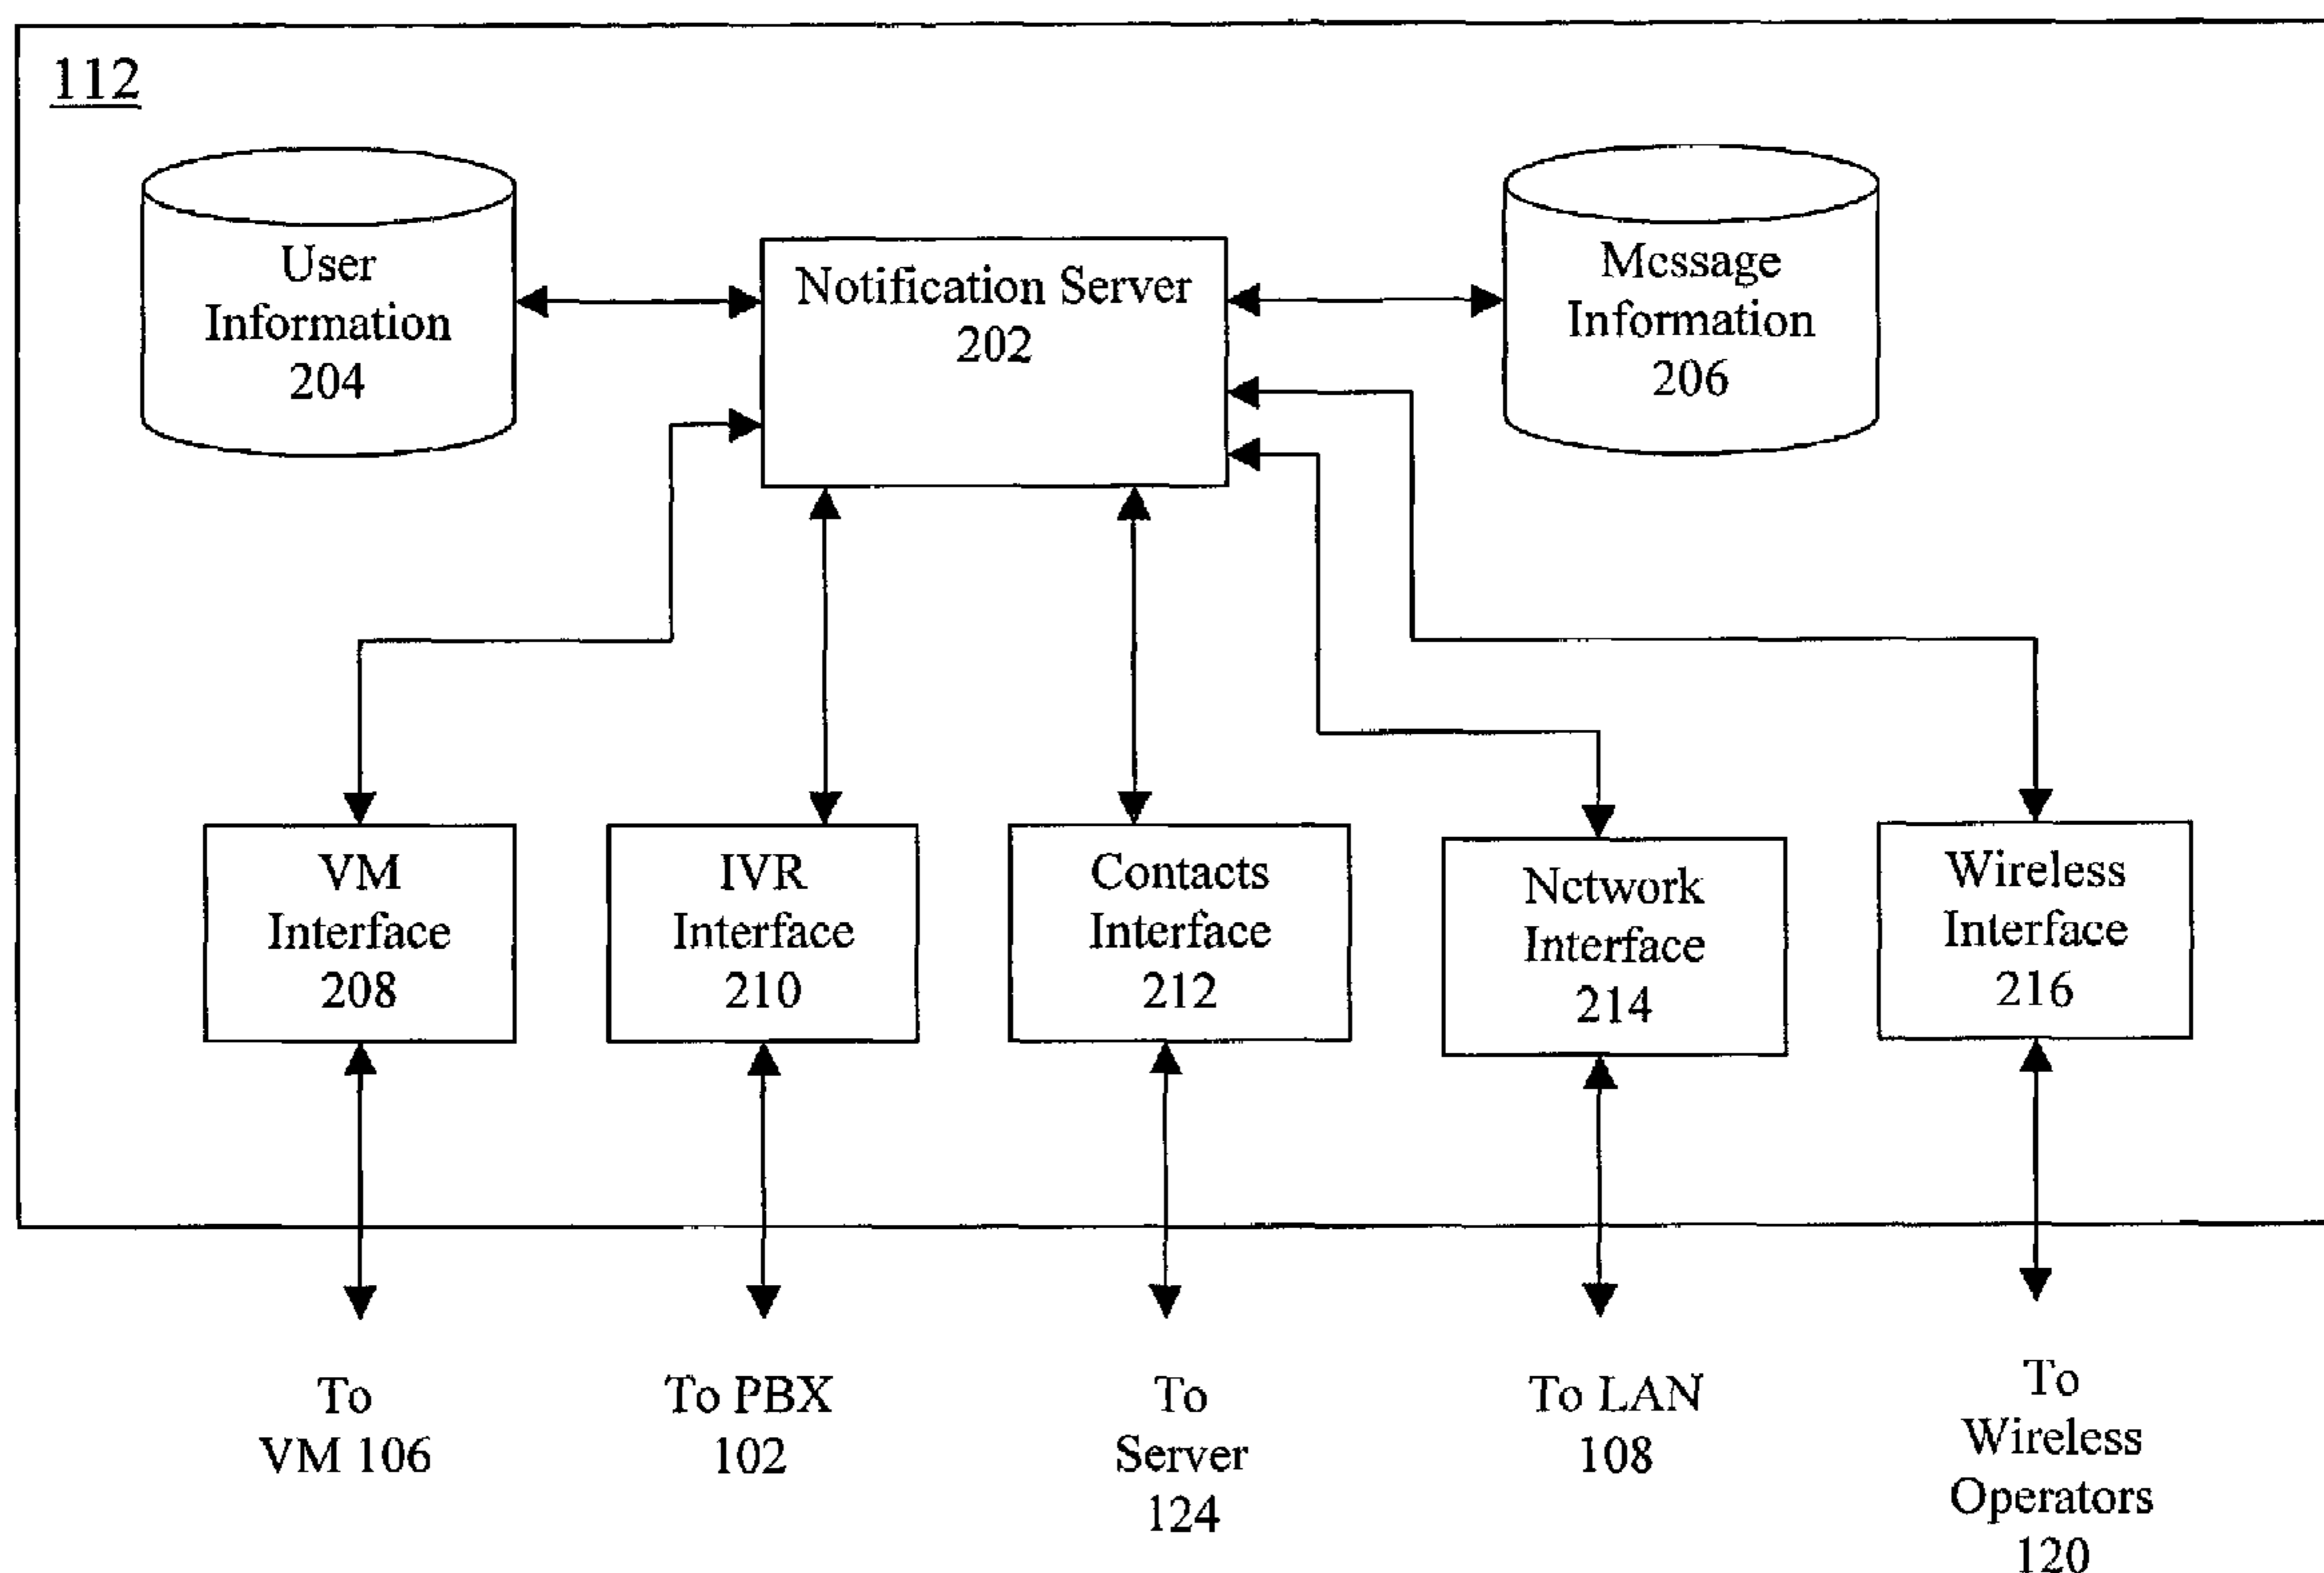 112
User
Information
204
Notification Server
202
Message
Information
206
VM
Interface
208
IVR
Interface
210
Contacts
Interface
212
Network
Interface
214
Wireless
Interface
216
To
VM 106
To PBX
102
To
Server
124
To LAN
108
To
Wireless
Operators
120